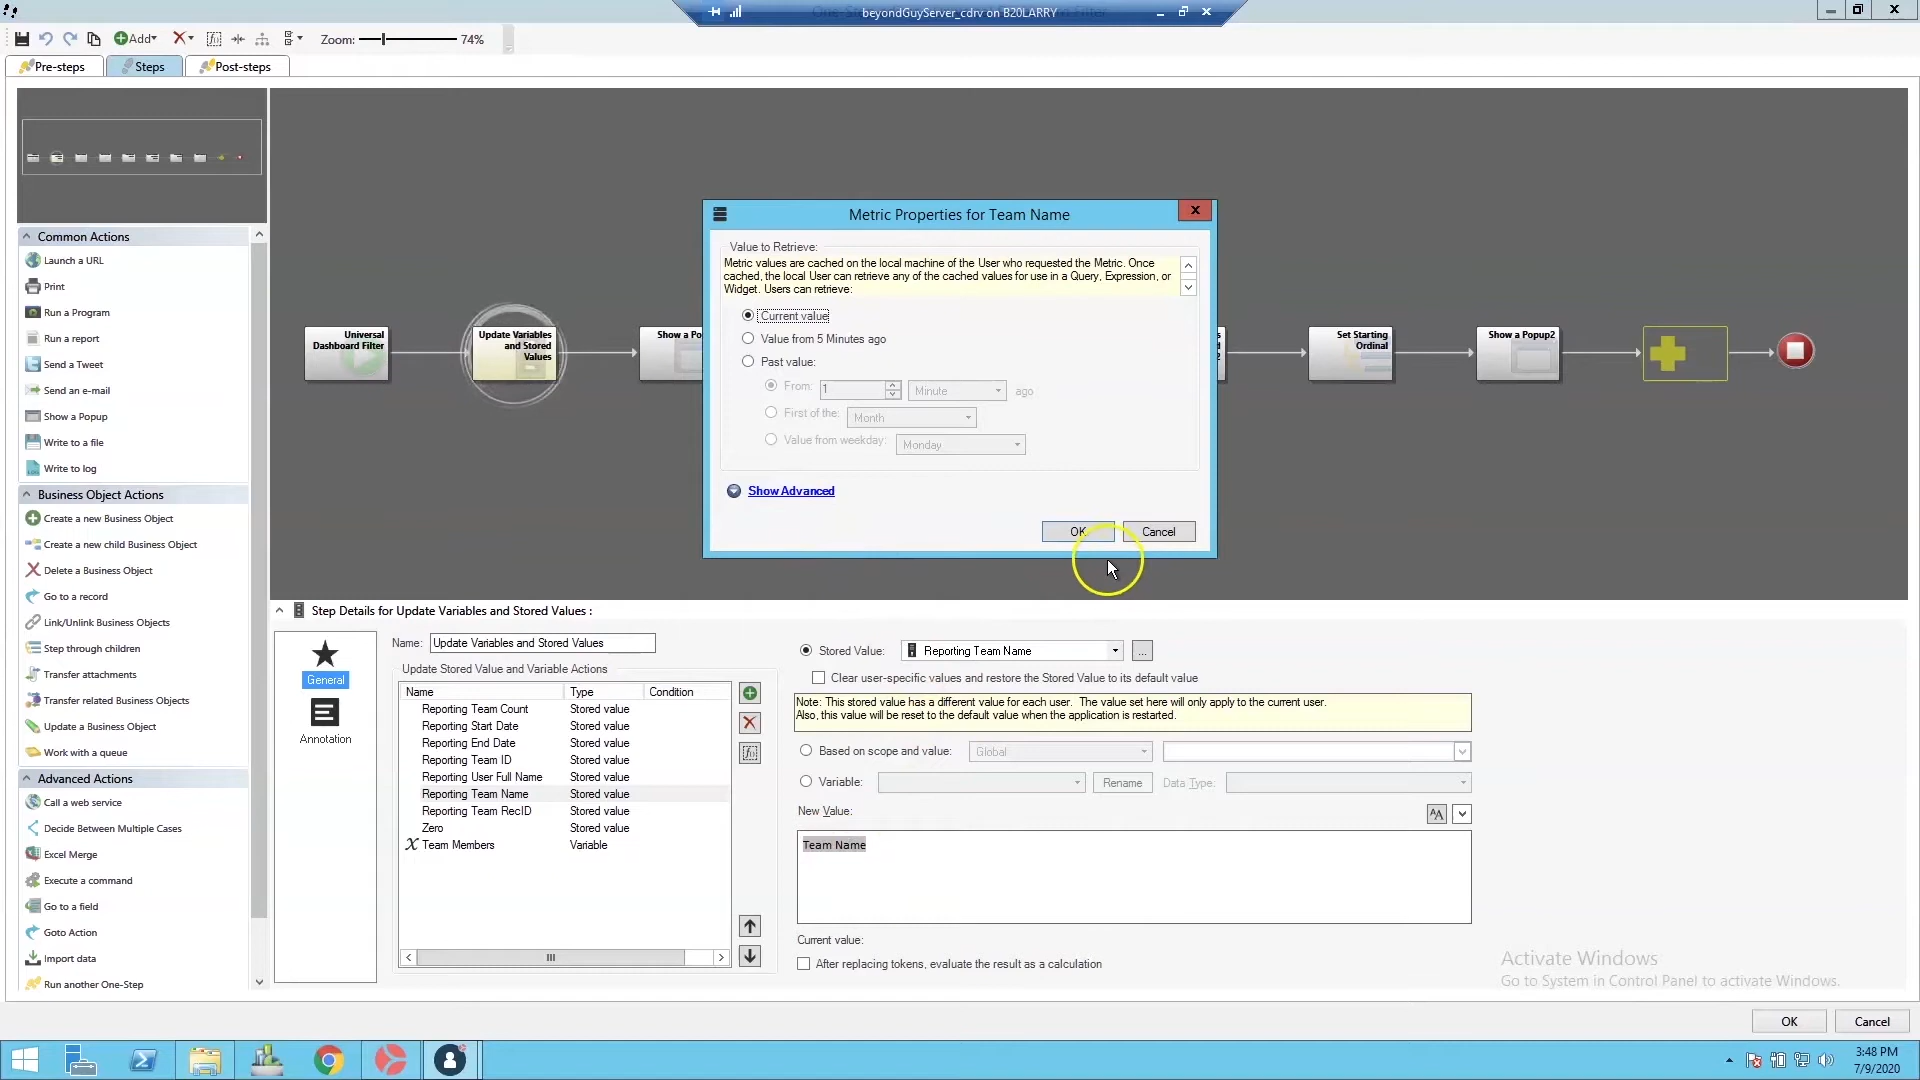 beyondGuyServer_cdrv on B20LARRY
Add
Zoom:
74%
Pre-steps
Steps
Post-steps
Common Actions
Launch a URL
Print
Run a Program
Run a report
Send a Tweet
Send an e-mail
Show a Popup
Write to a file
Write to log
Business Object Actions
Create a new Business Object
Create a new child Business Object
Delete a Business Object
Go to a record
Link/Unlink Business Objects
Step through children
Transfer attachments
Transfer related Business Objects
Update a Business Object
Work with a queue
Advanced Actions
Call a web service
Decide Between Multiple Cases
Excel Merge
Execute a command
Go to a field
Goto Action
Import data
Run another One-Step
Universal
Dashboard Filter
Update Variables
and Stored
Values
Show a Po
Set Starting
Ordinal
Show a Popup2
Metric Properties for Team Name
Value to Retrieve:
Metric values are cached on the local machine of the User who requested the Metric. Once
cached, the local User can retrieve any of the cached values for use in a Query, Expression, or
Widget. Users can retrieve:
Current value
Value from 5 Minutes ago
Past value:
From: 1 Minute ago
First of the: Month
Value from weekday: Monday
Show Advanced
OK
Cancel
Step Details for Update Variables and Stored Values :
General
Annotation
Name: Update Variables and Stored Values
Update Stored Value and Variable Actions
Name Type Condition
Reporting Team Count Stored value
Reporting Start Date Stored value
Reporting End Date Stored value
Reporting Team ID Stored value
Reporting User Full Name Stored value
Reporting Team Name Stored value
Reporting Team RecID Stored value
Zero Stored value
Team Members Variable
Stored Value: Reporting Team Name ...
Clear user-specific values and restore the Stored Value to its default value
Note: This stored value has a different value for each user. The value set here will only apply to the current user.
Also, this value will be reset to the default value when the application is restarted.
Based on scope and value: Global
Variable: Rename Data Type:
New Value:
Team Name
Current value:
After replacing tokens, evaluate the result as a calculation
Activate Windows
Go to System in Control Panel to activate Windows.
OK
Cancel
3:48 PM
7/9/2020